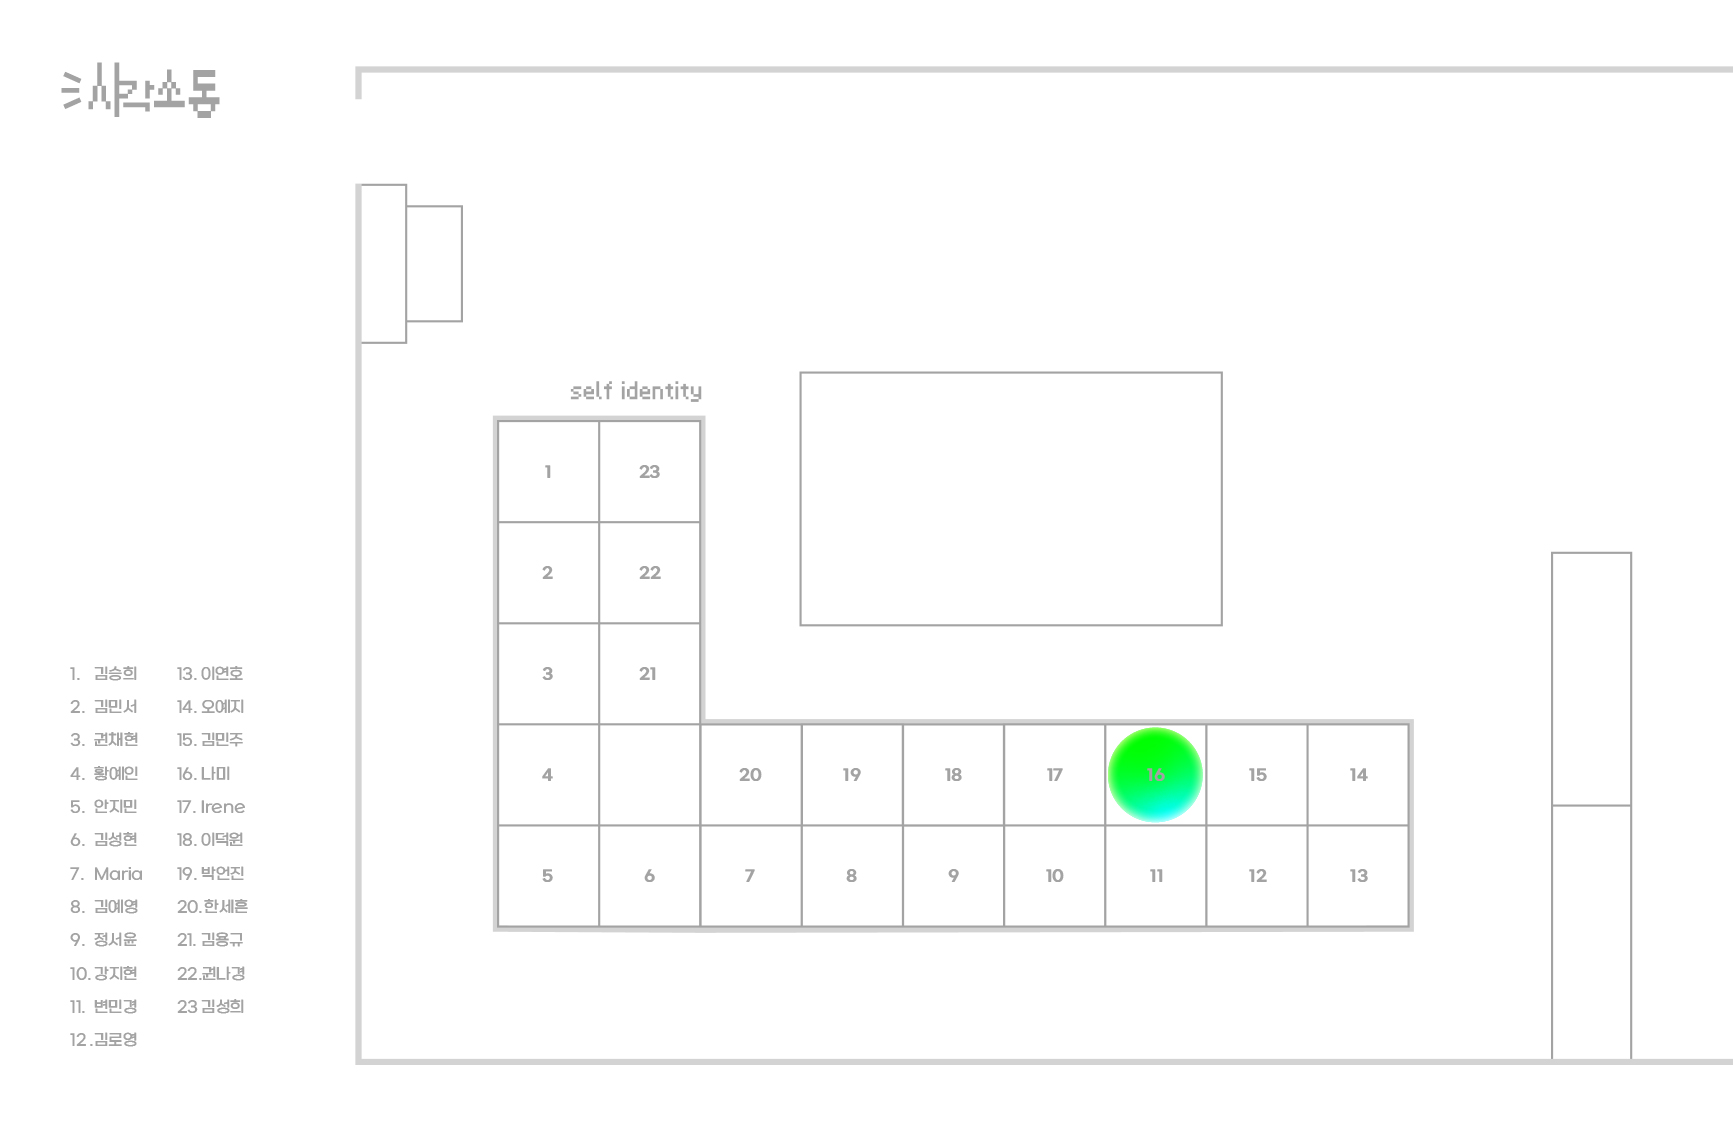 사각소동
self identity
1 23
2 22
3 21
4 20 19 18 17 16 15 14
5 6 7 8 9 10 11 12 13
1. 김승희
2. 김민서
3. 권채현
4. 황예인
5. 안지민
6. 김성현
7. Maria
8. 김예영
9. 정서윤
10. 강지현
11. 변민경
12 .김로영
13. 이연호
14. 오예지
15. 김민주
16. 나미
17. Irene
18. 이덕원
19. 박언진
20.한세흔
21. 김용규
22.권나경
23 김성희